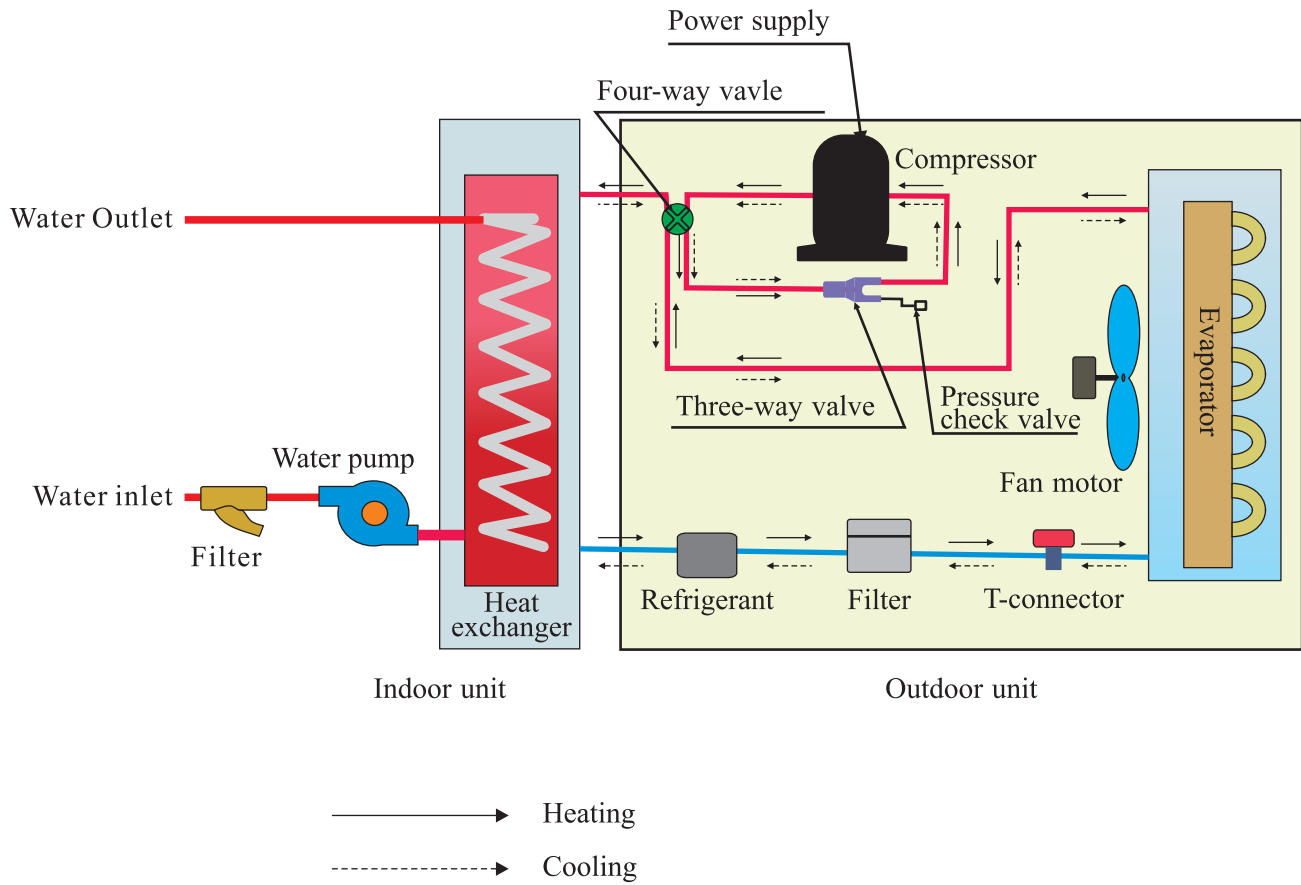 Power supply
Four-way vavle
Compressor
Water Outlet
Evaporator
Three-way valve
Pressure
check valve
Water pump
Water inlet
Fan motor
Filter
Heat
exchanger
Refrigerant
Filter
T-connector
Indoor unit
Outdoor unit
Heating
Cooling